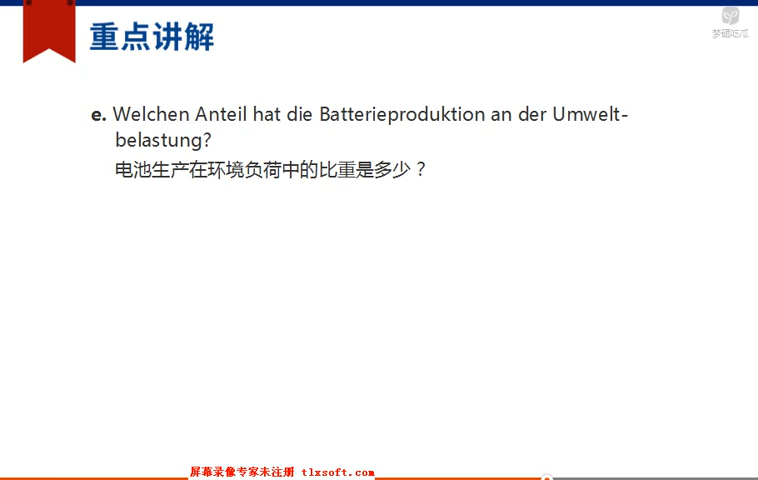 重点讲解
梦硒吃瓜
e. Welchen Anteil hat die Batterieproduktion an der Umwelt-
belastung?
电池生产在环境负荷中的比重是多少？
屏幕录像专家未注册 tlxsoft.com